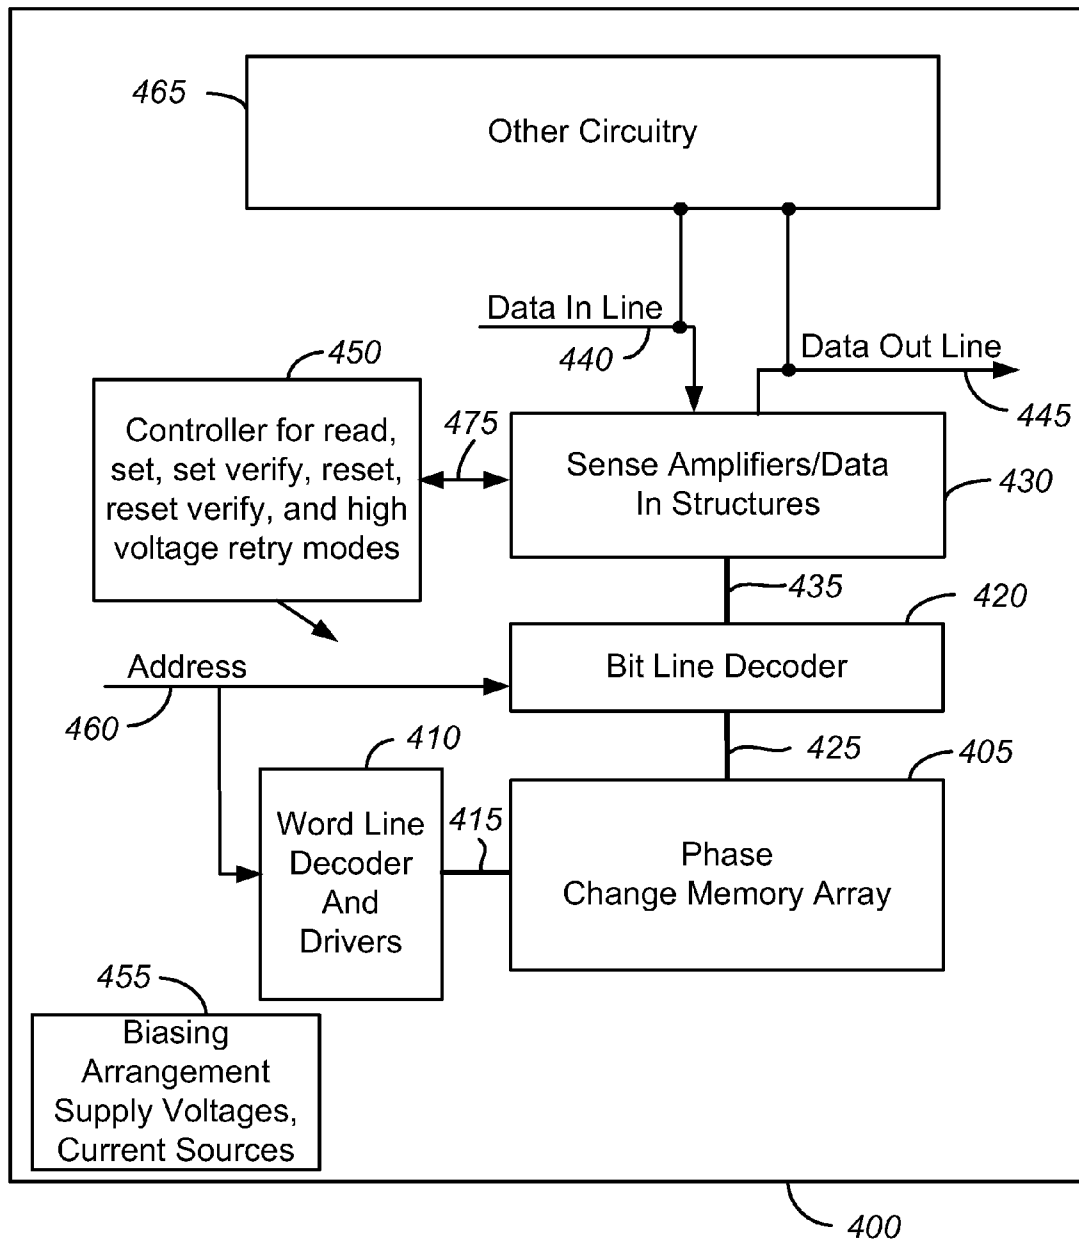 465
Other Circuitry
Data In Line
440
Data Out Line
445
450
Controller for read,
set, set verify, reset,
reset verify, and high
voltage retry modes
475
Sense Amplifiers/Data
In Structures
430
435
420
Address
460
Bit Line Decoder
410
425
405
Word Line
Decoder
And
Drivers
415
Phase
Change Memory Array
455
Biasing
Arrangement
Supply Voltages,
Current Sources
400